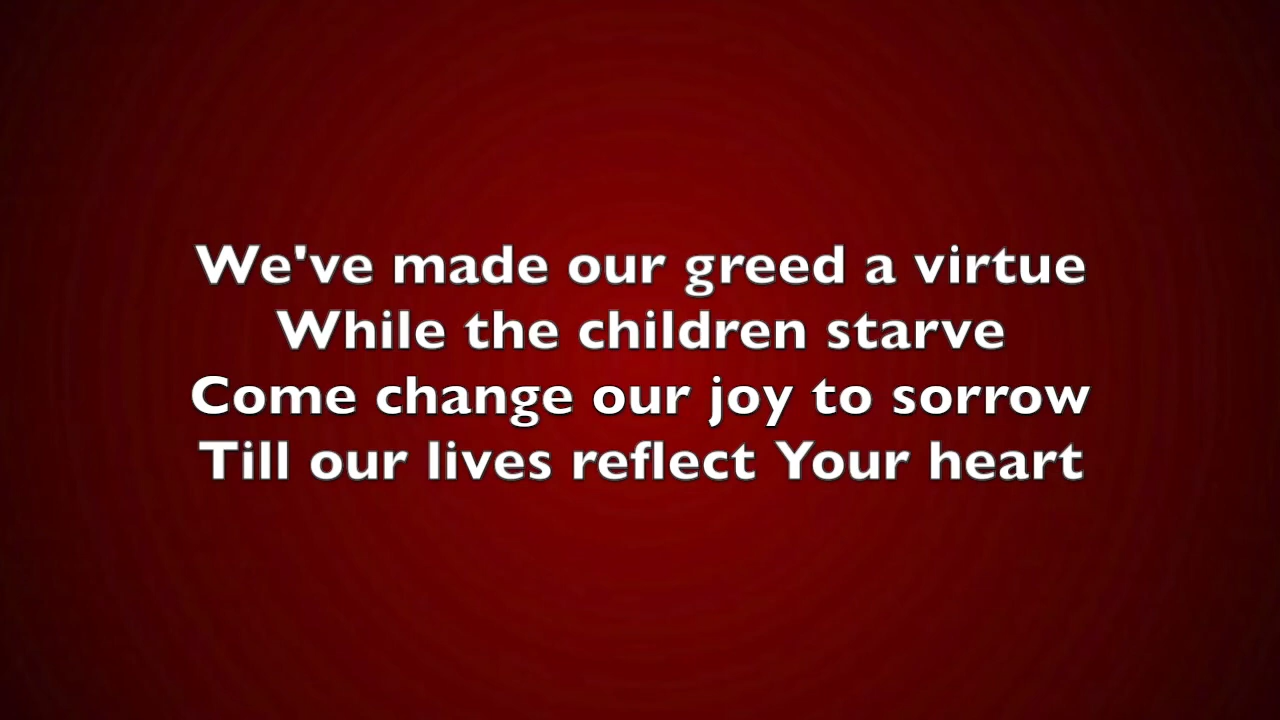 We've made our greed a virtue
While the children starve
Come change our joy to sorrow
Till our lives reflect Your heart